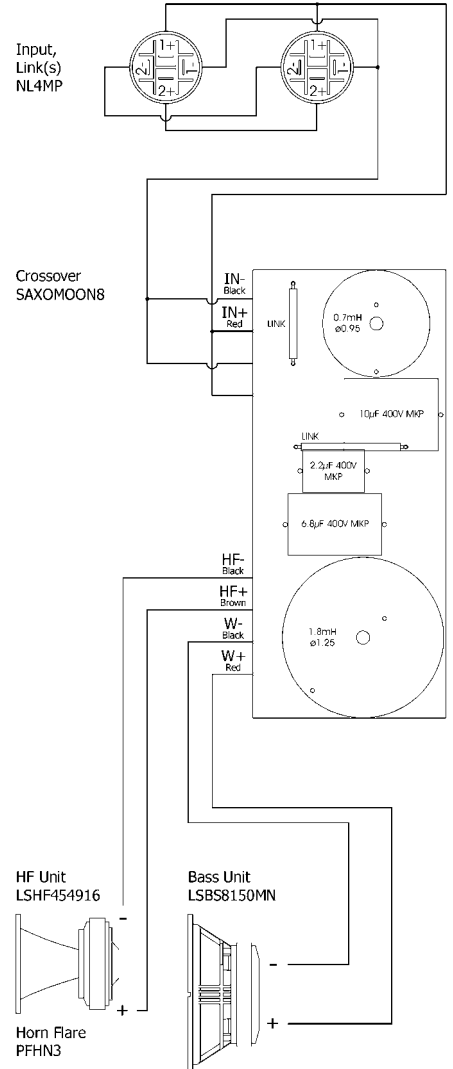 Input,
Link(s)
NL4MP
1+
2-
1-
2+
1+
2-
1-
2+
Crossover
SAXOMOON8
IN-
Black
IN+
Red
LINK
0.7mH
ø0.95
10µF 400V MKP
LINK
2.2µF 400V
MKP
6.8µF 400V MKP
HF-
Black
HF+
Brown
W-
Black
W+
Red
1.8mH
ø1.25
HF Unit
LSHF454916
Bass Unit
LSBS8150MN
-
+
-
+
Horn Flare
PFHN3